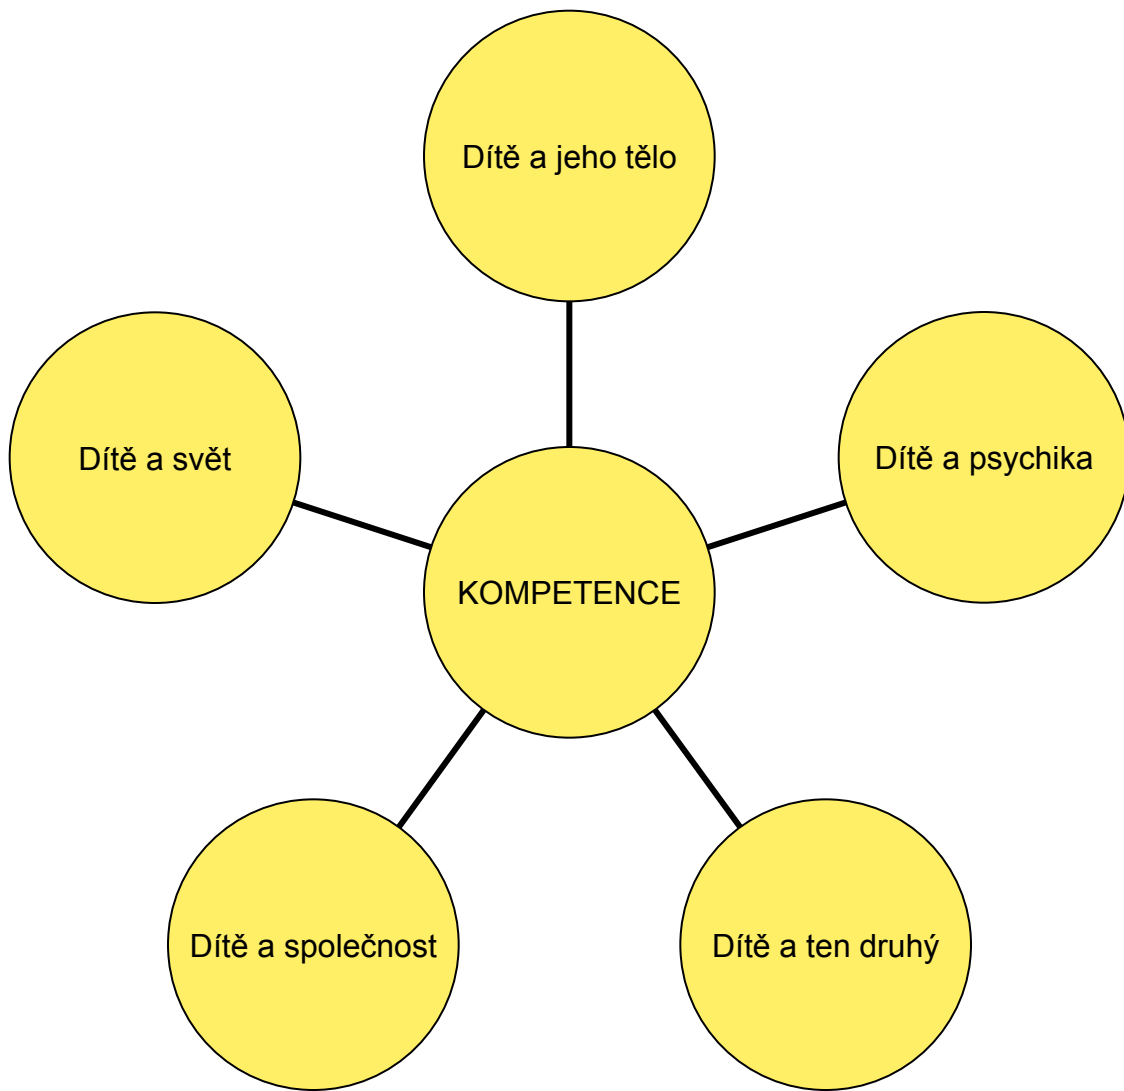 Dítě a jeho tělo
Dítě a svět
Dítě a psychika
KOMPETENCE
Dítě a společnost
Dítě a ten druhý